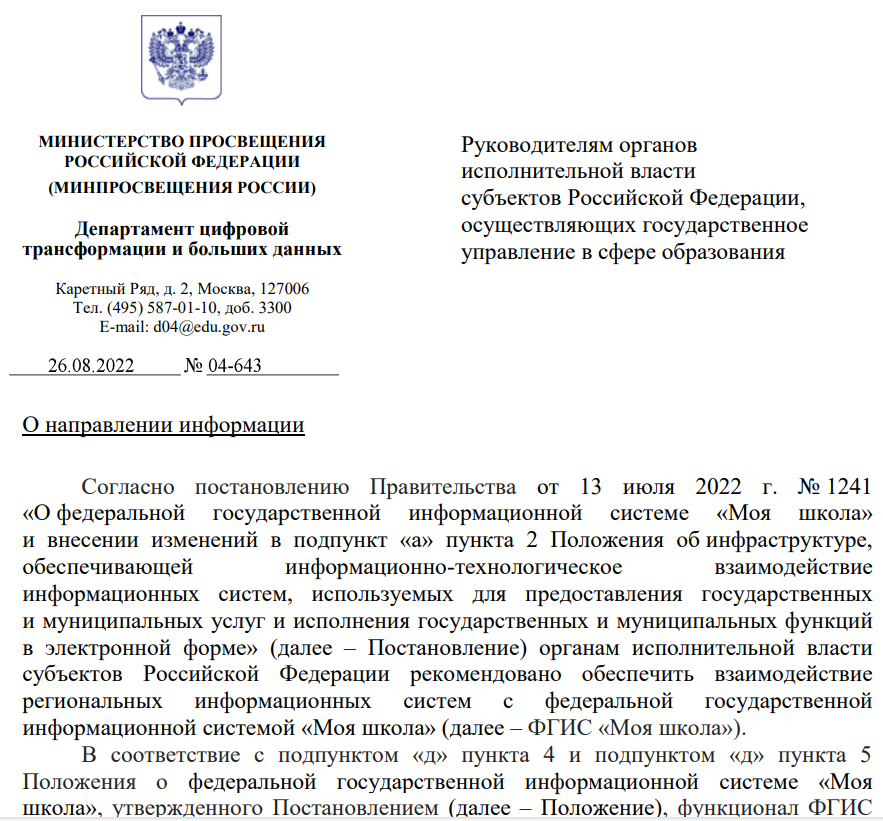 МИНИСТЕРСТВО ПРОСВЕЩЕНИЯ
РОССИЙСКОЙ ФЕДЕРАЦИИ
(МИНПРОСВЕЩЕНИЯ РОССИИ)
Департамент цифровой
трансформации и больших данных
Каретный Ряд, д. 2, Москва, 127006
Тел. (495) 587-01-10, доб. 3300
E-mail: d04@edu.gov.ru
26.08.2022 № 04-643
Руководителям органов
исполнительной власти
субъектов Российской Федерации,
осуществляющих государственное
управление в сфере образования
О направлении информации
Согласно постановлению Правительства от 13 июля 2022 г. № 1241
«О федеральной государственной информационной системе «Моя школа»
и внесении изменений в подпункт «а» пункта 2 Положения об инфраструктуре,
обеспечивающей информационно-технологическое взаимодействие
информационных систем, используемых для предоставления государственных
и муниципальных услуг и исполнения государственных и муниципальных функций
в электронной форме» (далее – Постановление) органам исполнительной власти
субъектов Российской Федерации рекомендовано обеспечить взаимодействие
региональных информационных систем с федеральной государственной
информационной системой «Моя школа» (далее – ФГИС «Моя школа»).
В соответствие с подпунктом «д» пункта 4 и подпунктом «д» пункта 5
Положения о федеральной государственной информационной системе «Моя
школа», утвержденного Постановлением (далее – Положение), функционал ФГИС